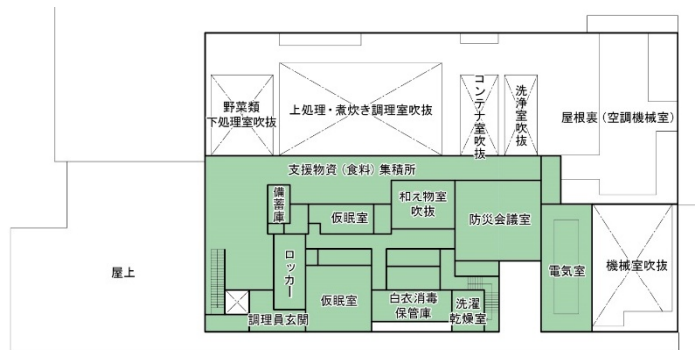 野菜類
下処理室吹抜
上処理・煮炊き調理室吹抜
コンテナ室吹抜
洗浄室吹抜
屋根裏（空調機械室）
支援物資（食料）集積所
備蓄庫
仮眠室
和え物室
吹抜
防災会議室
屋上
ロッカー
仮眠室
白衣消毒
保管庫
洗濯
乾燥室
電気室
機械室吹抜
調理員玄関